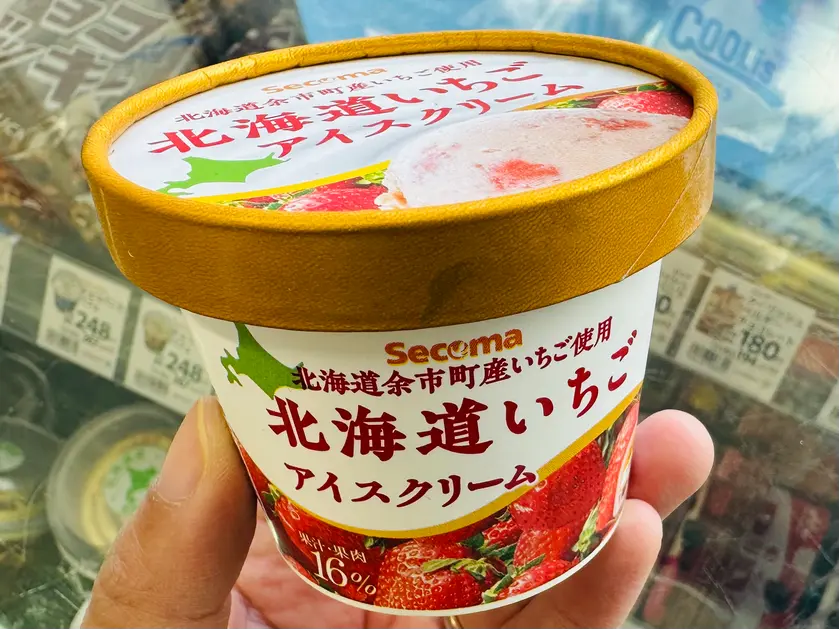 Secoma
北海道余市町産いちご使用
北海道いちご
アイスクリーム
Secoma
北海道余市町産いちご使用
北海道いちご
アイスクリーム
果汁・果肉
16%
COOLiSH
248
248
180